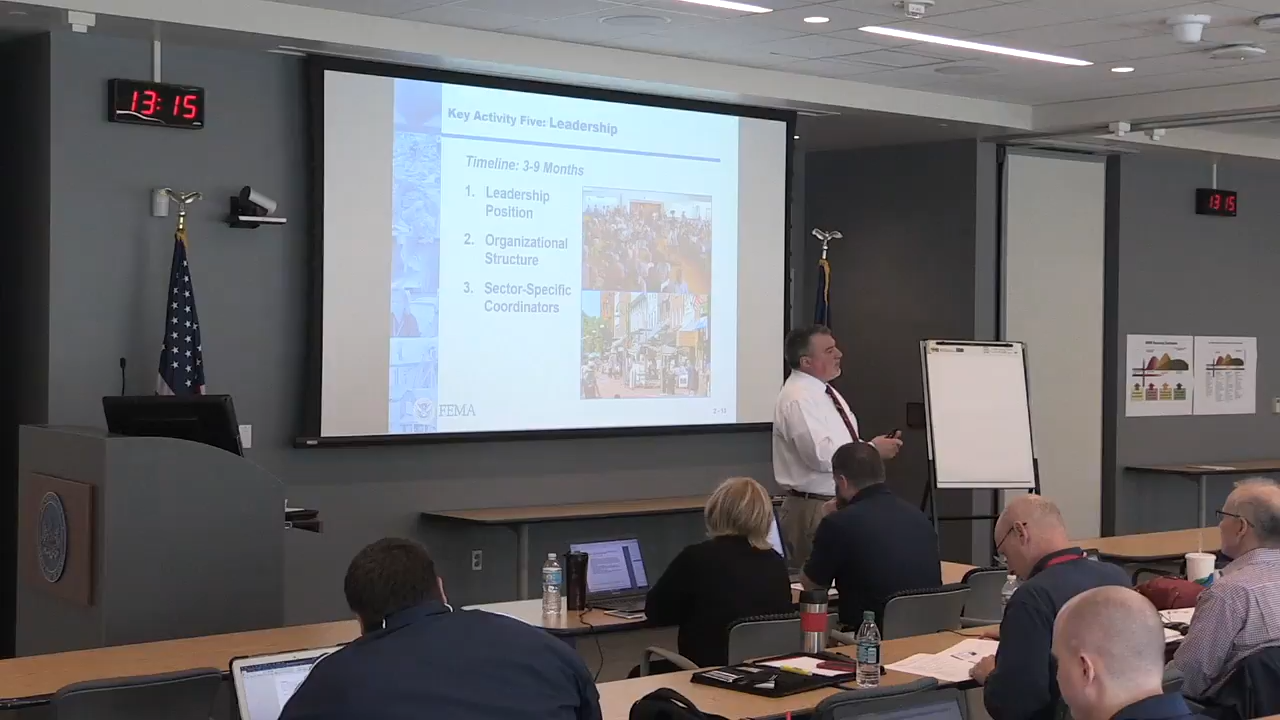 13:15
Key Activity Five: Leadership
Timeline: 3-9 Months
1. Leadership
Position
2. Organizational
Structure
3. Sector-Specific
Coordinators
FEMA
13 15